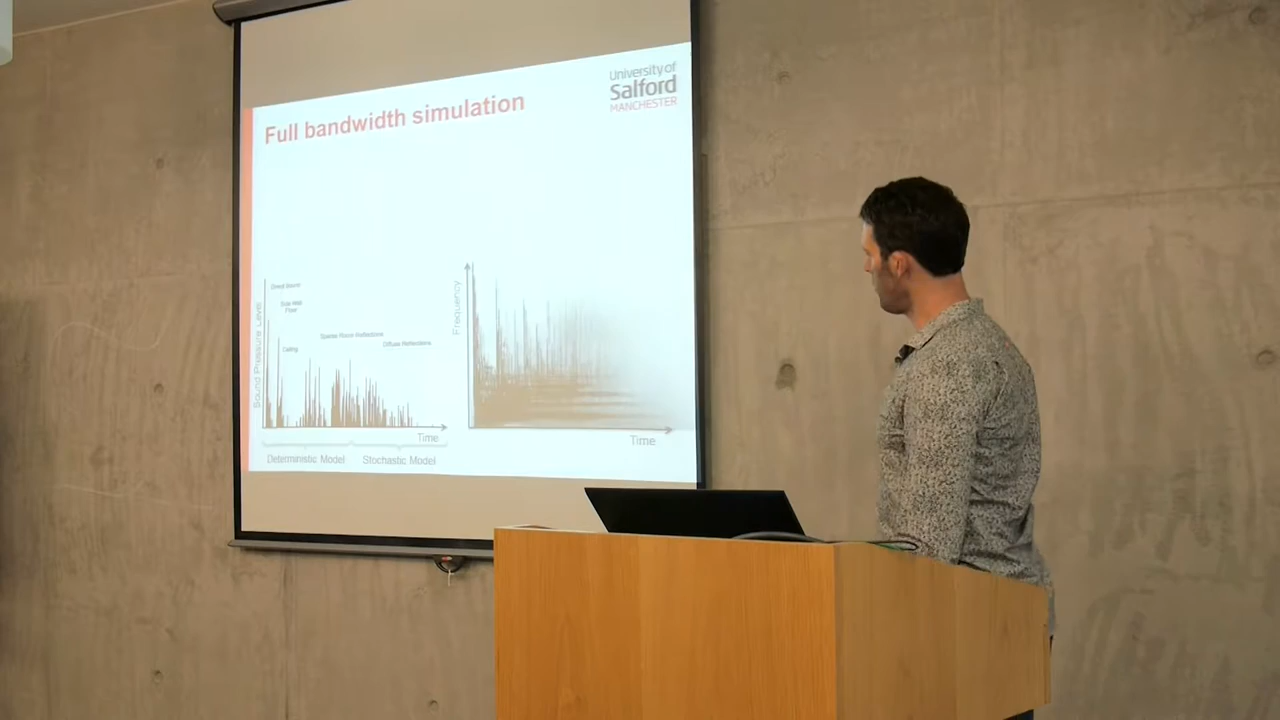 University of
Salford
MANCHESTER
Full bandwidth simulation
Direct Sound
Side Wall
Floor
Ceiling
Sparse Room Reflections
Diffuse Reflections
Sound Pressure Level
Time
Deterministic Model
Stochastic Model
Frequency
Time